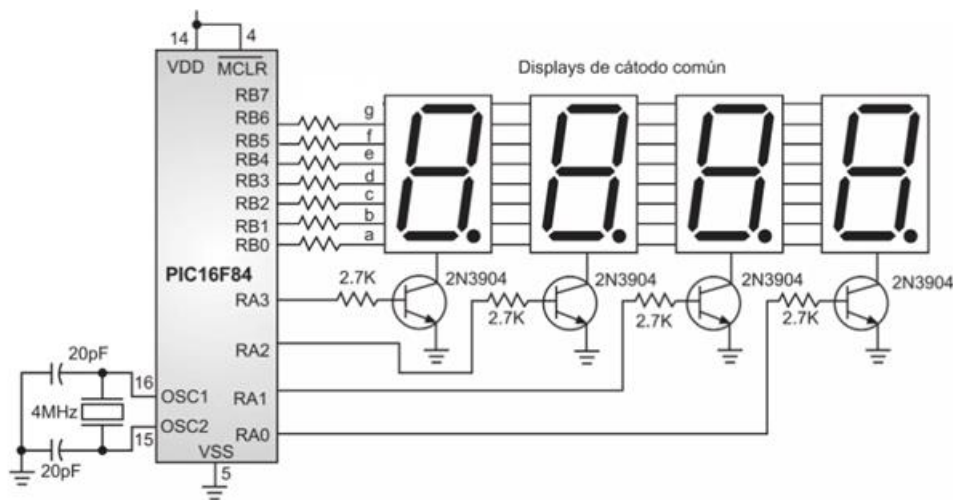 14
4
VDD
MCLR
Displays de cátodo común
RB7
RB6
RB5
RB4
RB3
RB2
RB1
RB0
g
f
e
d
c
b
a
PIC16F84
2.7K
2N3904
2.7K
2N3904
2.7K
2N3904
2.7K
2N3904
RA3
RA2
RA1
RA0
20pF
16
OSC1
4MHz
OSC2
15
20pF
VSS
5